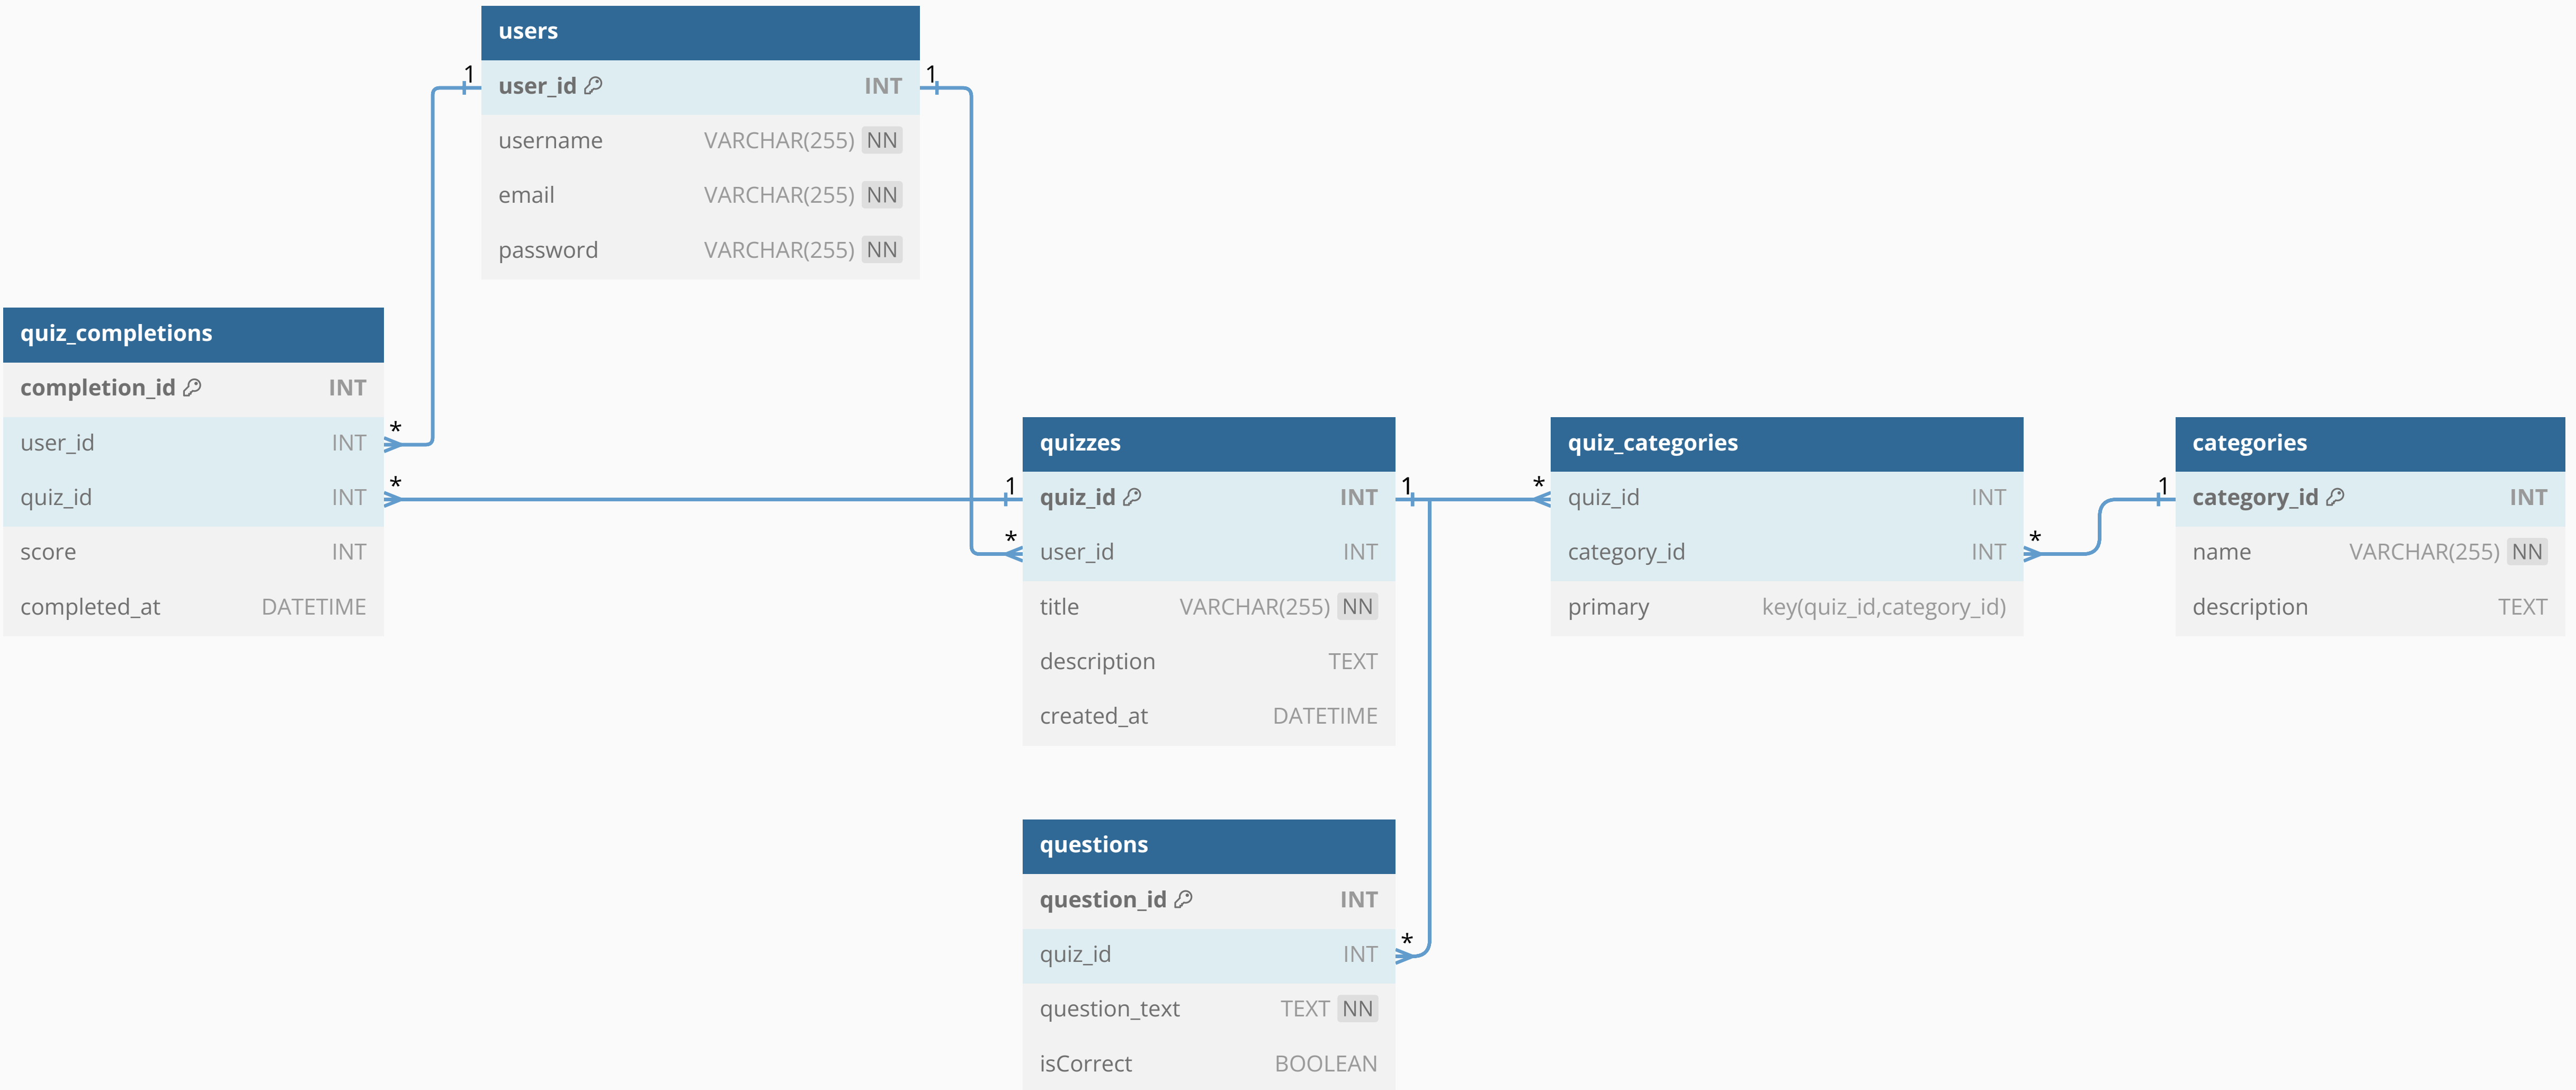 users
1
1
user_id INT
username VARCHAR(255) NN
email VARCHAR(255) NN
password VARCHAR(255) NN
quiz_completions
completion_id INT
user_id INT
*
quiz_id INT
*
score INT
completed_at DATETIME
quizzes
1
quiz_id INT
1
*
user_id INT
title VARCHAR(255) NN
description TEXT
created_at DATETIME
quiz_categories
*
quiz_id INT
category_id INT
*
primary key(quiz_id,category_id)
categories
1
category_id INT
name VARCHAR(255) NN
description TEXT
questions
question_id INT
quiz_id INT
*
question_text TEXT NN
isCorrect BOOLEAN